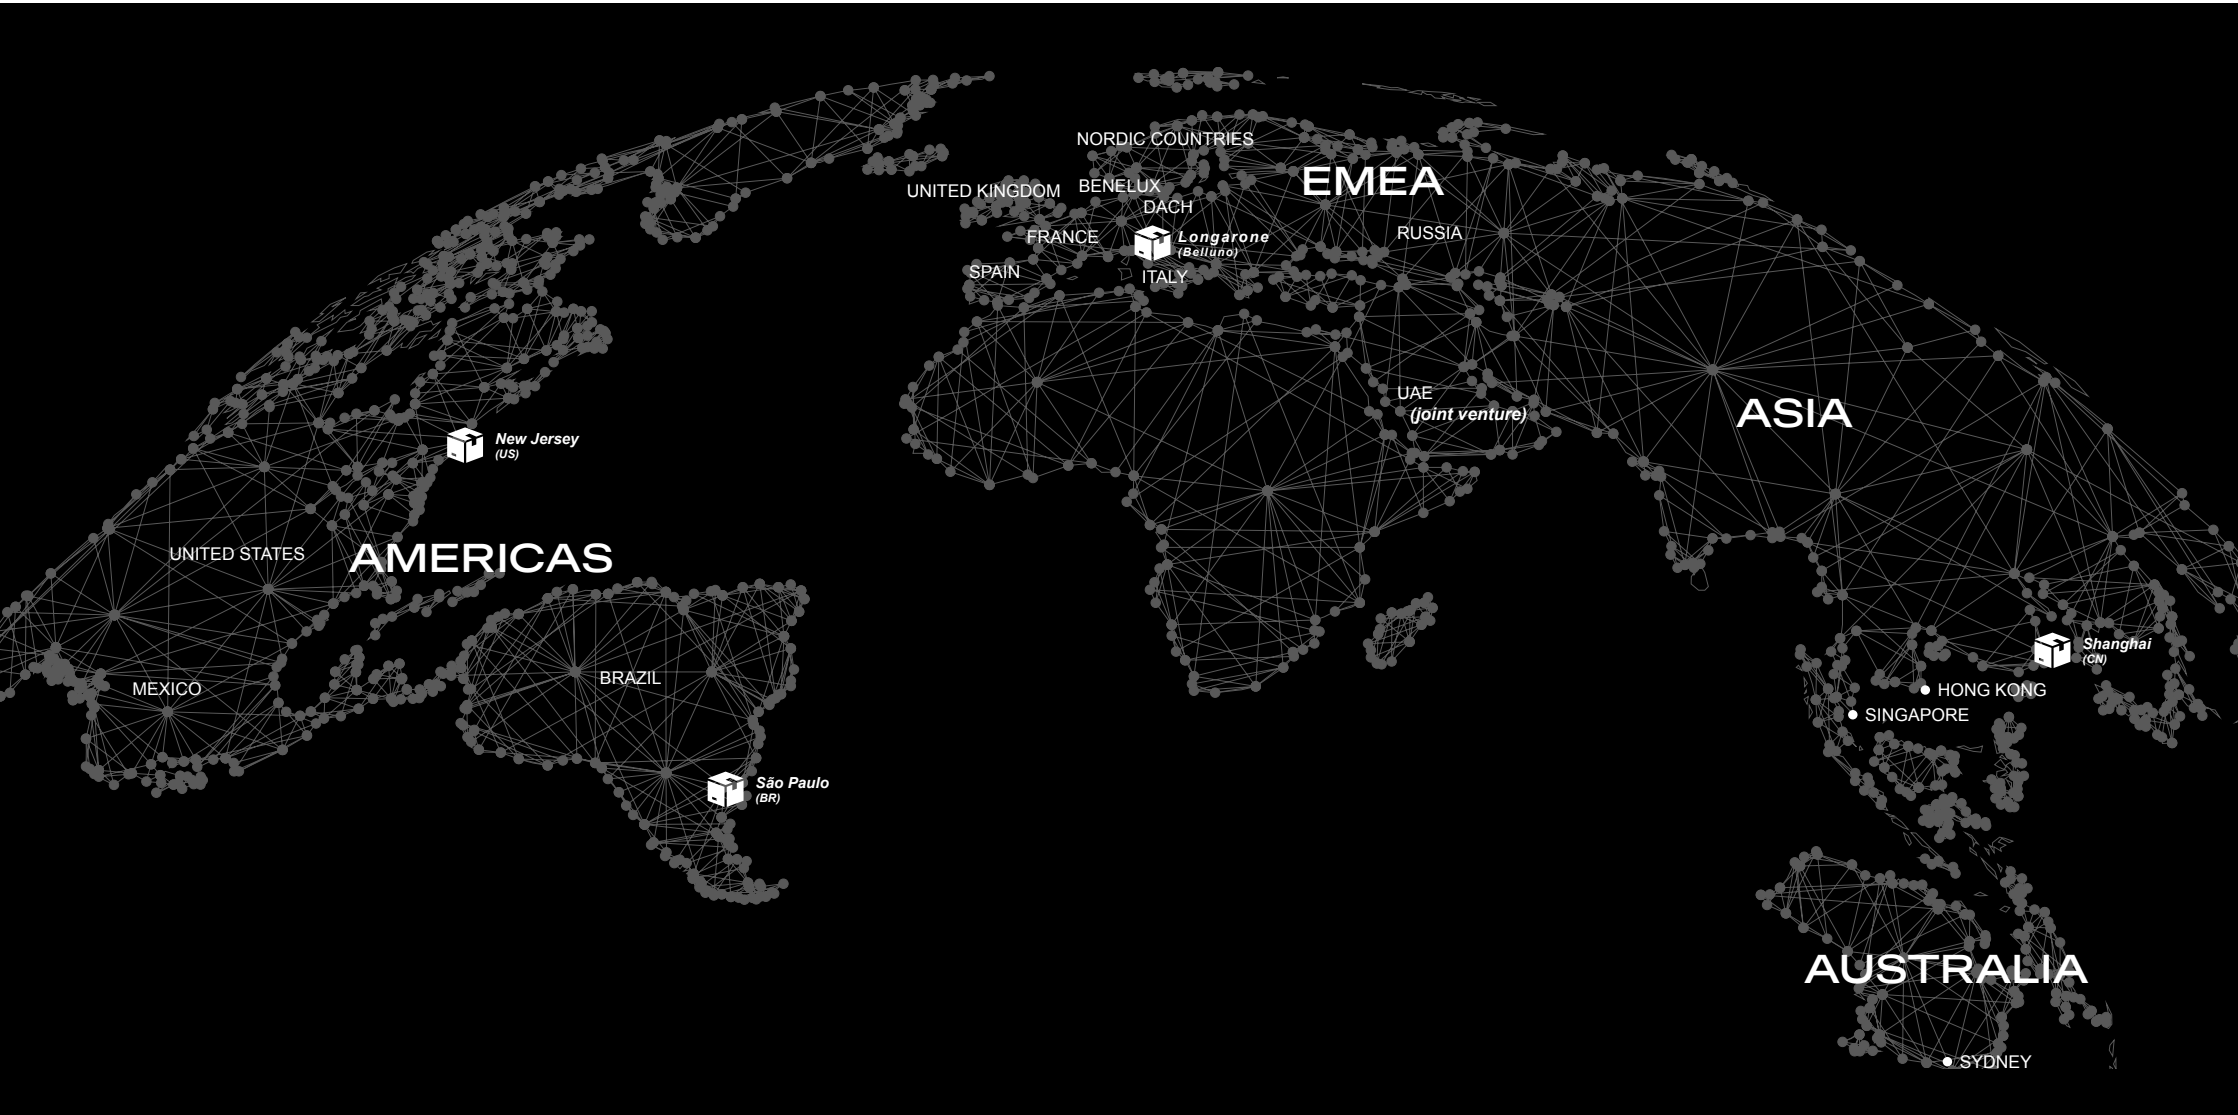 NORDIC COUNTRIES
EMEA
UNITED KINGDOM
BENELUX
DACH
FRANCE
Longarone
(Belluno)
RUSSIA
SPAIN
ITALY
UAE
(joint venture)
ASIA
New Jersey
(US)
UNITED STATES
AMERICAS
MEXICO
BRAZIL
Shanghai
(CN)
HONG KONG
SINGAPORE
São Paulo
(BR)
AUSTRALIA
SYDNEY